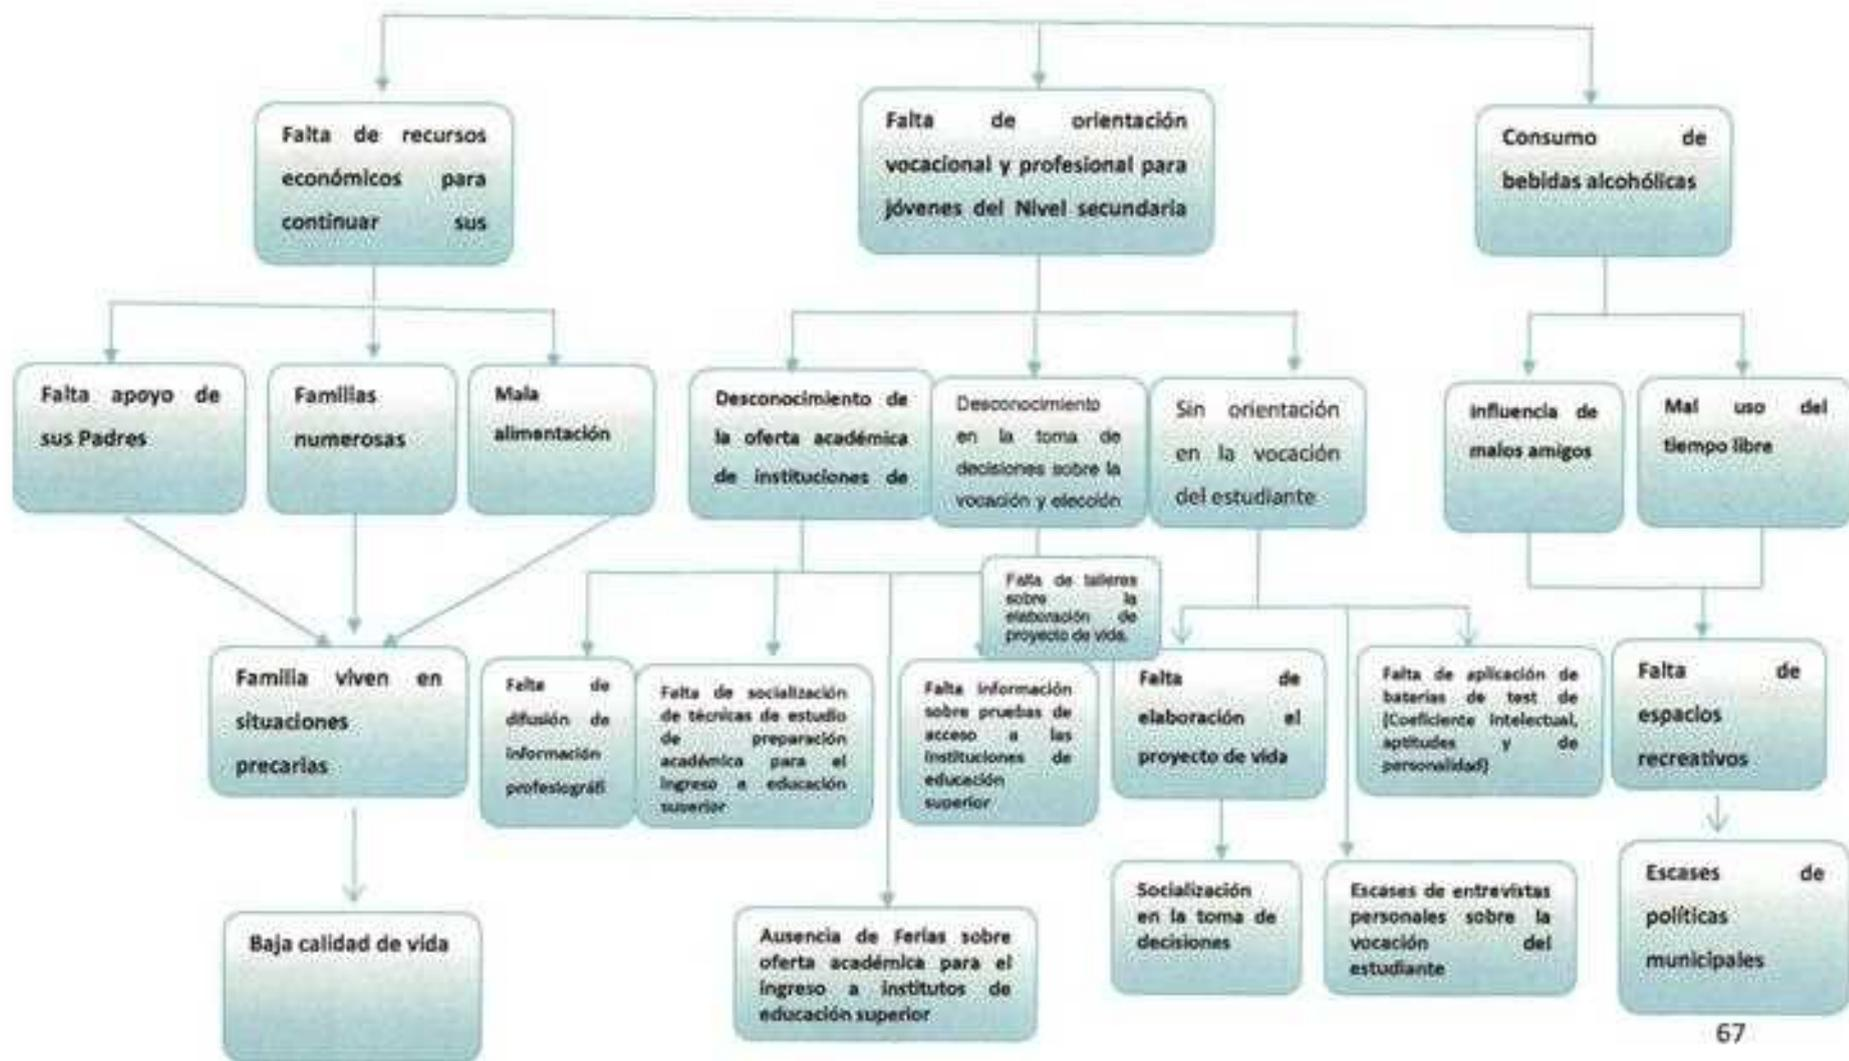 Falta de recursos
económicos para
continuar sus
Falta de orientación
vocacional y profesional para
jóvenes del Nivel secundaria
Consumo de
bebidas alcohólicas
Falta apoyo de
sus Padres
Familias
numerosas
Mala
alimentación
Desconocimiento de
la oferta académica
de instituciones de
Desconocimiento
en la toma de
decisiones sobre la
vocación y elección
Sin orientación
en la vocación
del estudiante
Influencia de
malos amigos
Mal uso del
tiempo libre
Falta de talleres
sobre la
elaboración de
proyecto de vida.
Familia viven en
situaciones
precarias
Falta de
difusión de
información
profesiográfi
Falta de socialización
de técnicas de estudio
de preparación
académica para el
ingreso a educación
superior
Falta información
sobre pruebas de
acceso a las
instituciones de
educación
superior
Falta de
elaboración el
proyecto de vida
Falta de aplicación de
baterías de test de
(Coeficiente intelectual,
aptitudes y de
personalidad)
Falta de
espacios
recreativos
Baja calidad de vida
Ausencia de Ferias sobre
oferta académica para el
ingreso a institutos de
educación superior
Socialización
en la toma de
decisiones
Escases de entrevistas
personales sobre la
vocación del
estudiante
Escases de
políticas
municipales
67